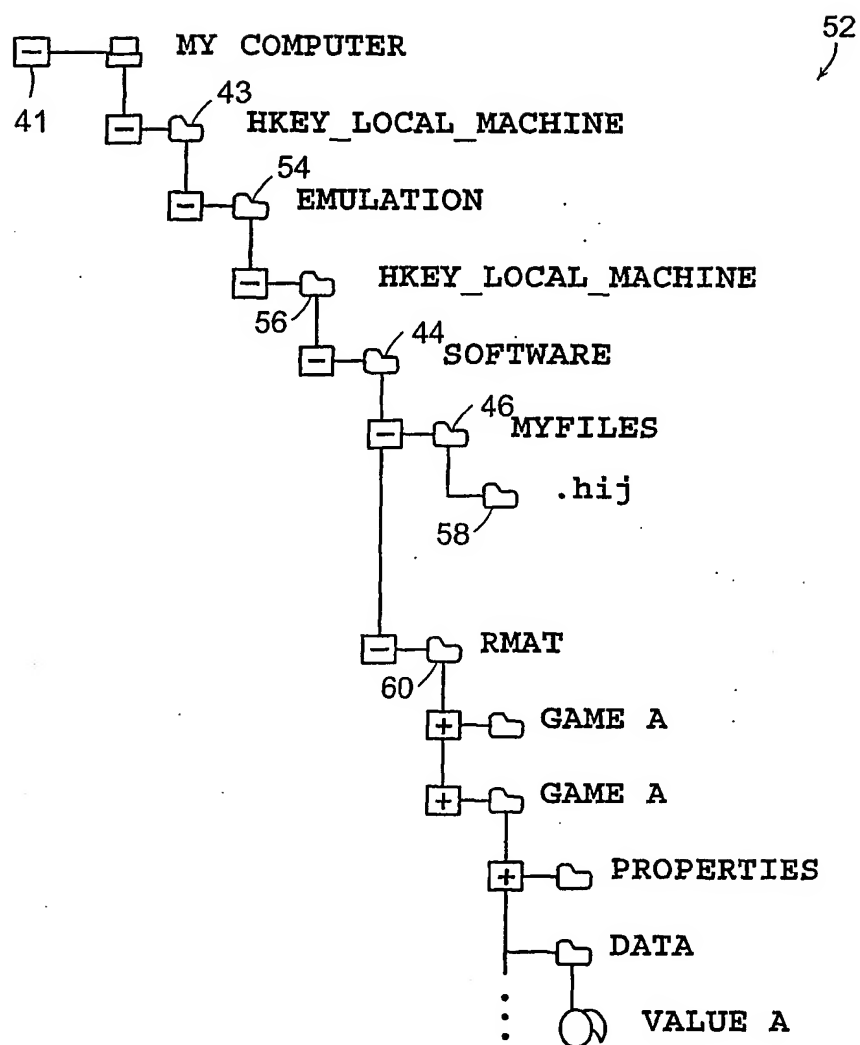 52
MY COMPUTER
41
43
HKEY_LOCAL_MACHINE
54
EMULATION
HKEY_LOCAL_MACHINE
56
44
SOFTWARE
46
MYFILES
.hij
58
RMAT
60
GAME A
GAME A
PROPERTIES
DATA
VALUE A